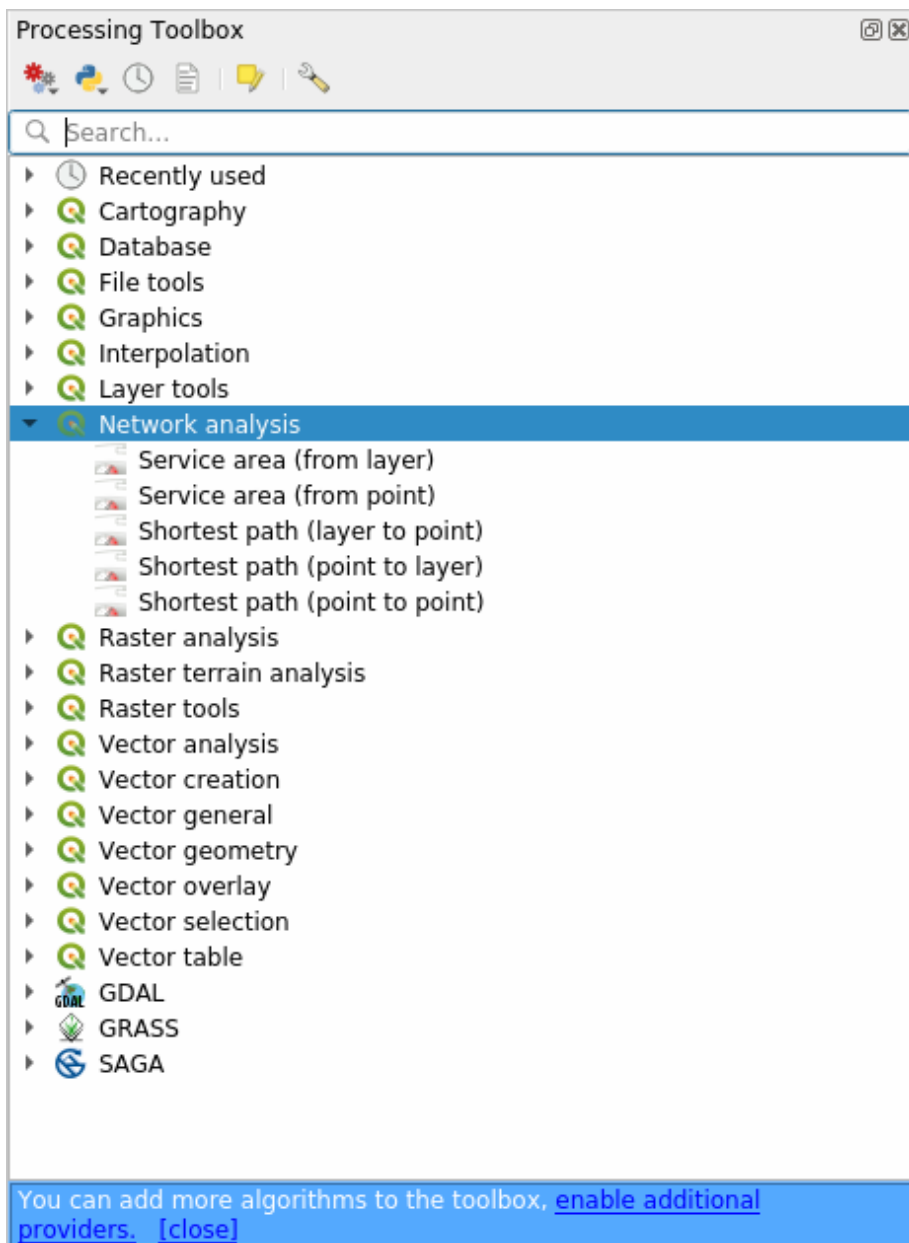 Processing Toolbox
Search...
Recently used
Cartography
Database
File tools
Graphics
Interpolation
Layer tools
Network analysis
Service area (from layer)
Service area (from point)
Shortest path (layer to point)
Shortest path (point to layer)
Shortest path (point to point)
Raster analysis
Raster terrain analysis
Raster tools
Vector analysis
Vector creation
Vector general
Vector geometry
Vector overlay
Vector selection
Vector table
GDAL GDAL
GRASS
SAGA
You can add more algorithms to the toolbox, enable additional
providers. [close]